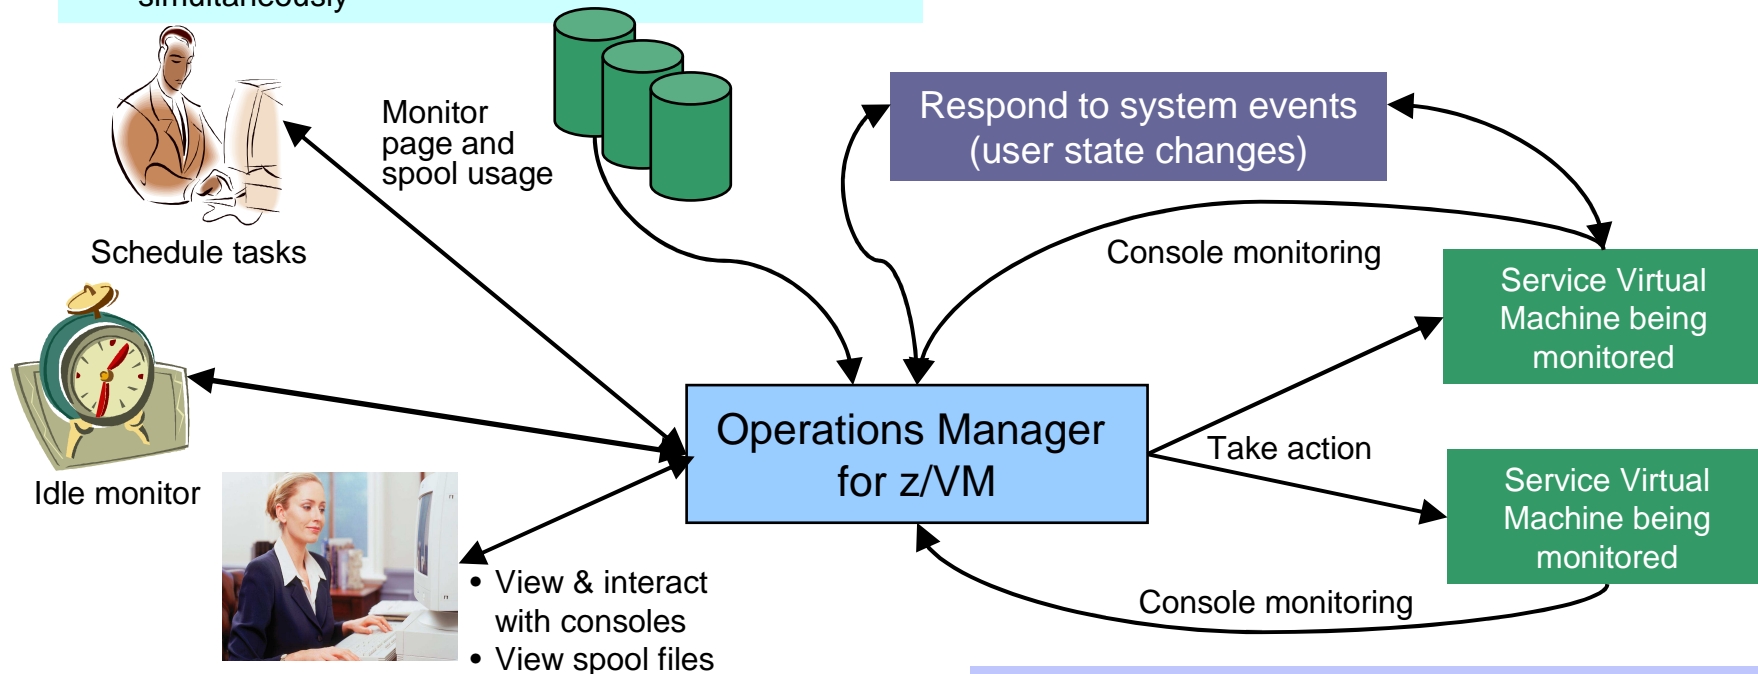 simultaneously
Monitor
page and
spool usage
Respond to system events
(user state changes)
Schedule tasks
Console monitoring
Service Virtual
Machine being
monitored
Operations Manager
for z/VM
Take action
Idle monitor
Service Virtual
Machine being
monitored
• View & interact
with consoles
• View spool files
Console monitoring